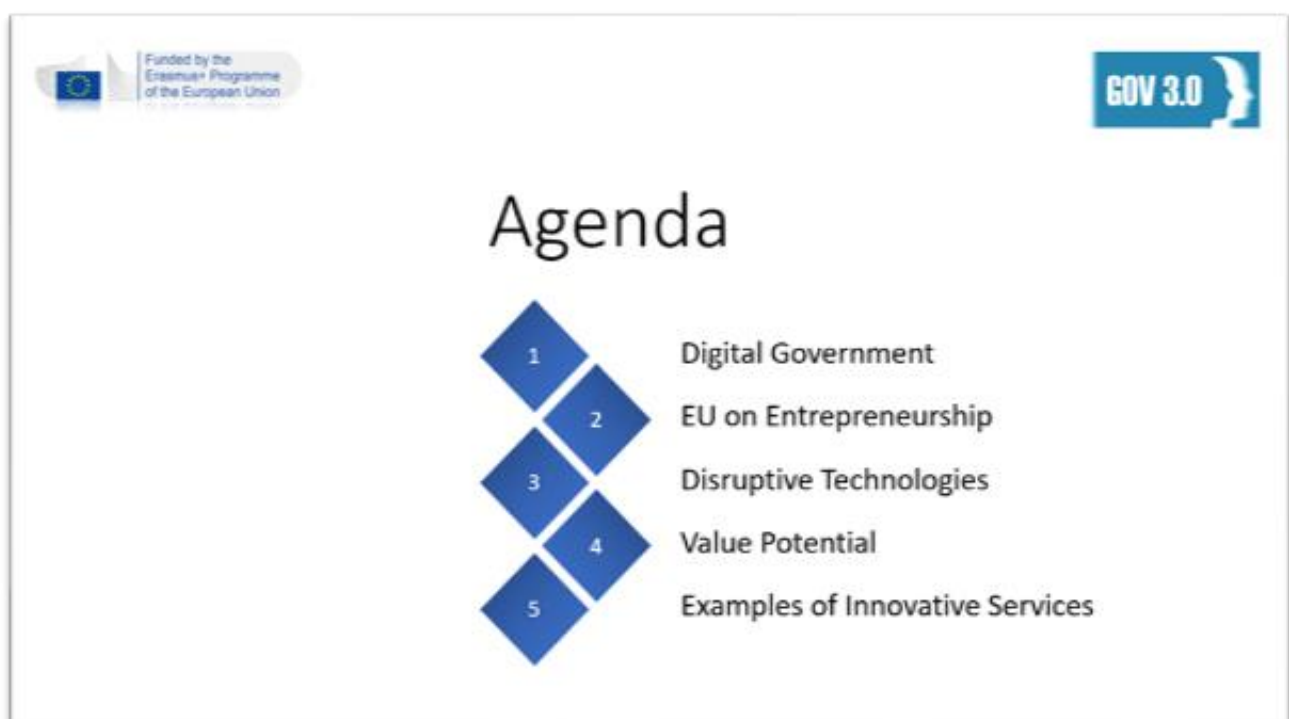 Funded by the
Erasmus+ Programme
of the European Union
GOV 3.0
Agenda
1 Digital Government
2 EU on Entrepreneurship
3 Disruptive Technologies
4 Value Potential
5 Examples of Innovative Services